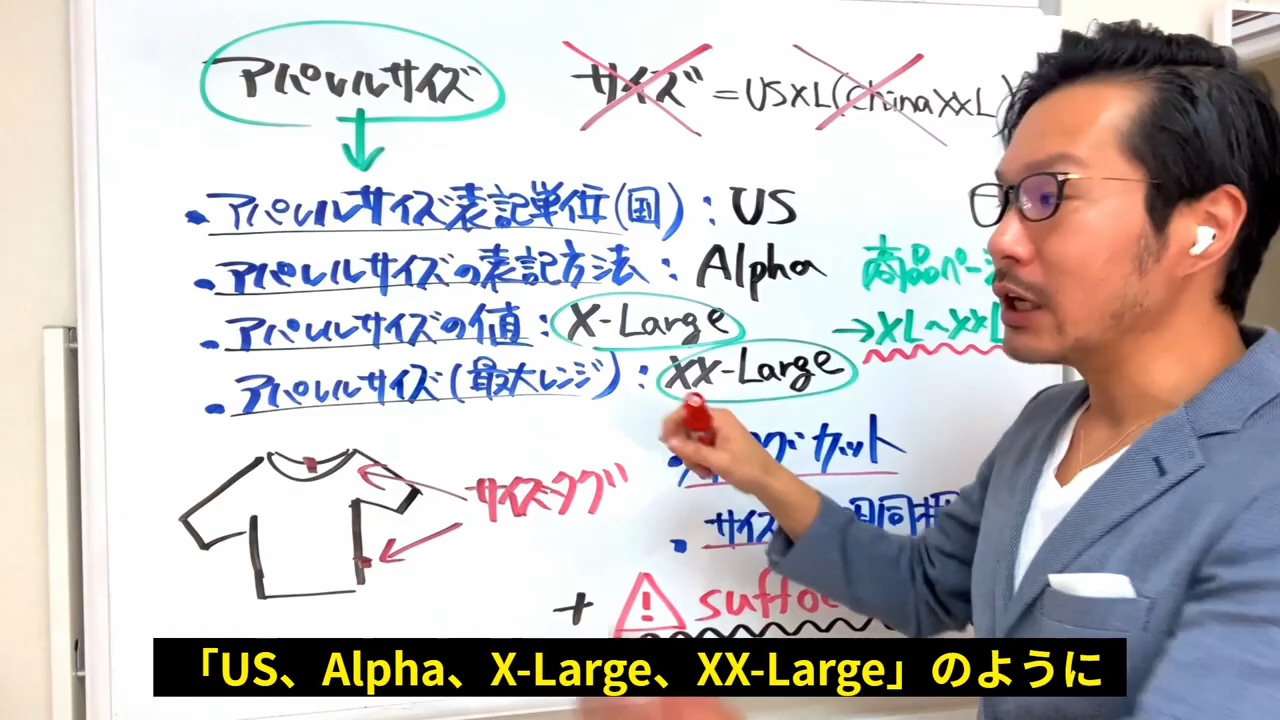 アパレルサイズ
サイズ = US XL (China XXL)
・アパレルサイズ表記単位(国) : US
・アパレルサイズの表記方法 : Alpha
商品ペー
・アパレルサイズの値 : X-Large
→XL~XXL
・アパレルサイズ(最大レンジ) : XX-Large
グカット
サイズタグ
サイズ
+ ⚠
「US、Alpha、X-Large、XX-Large」のように